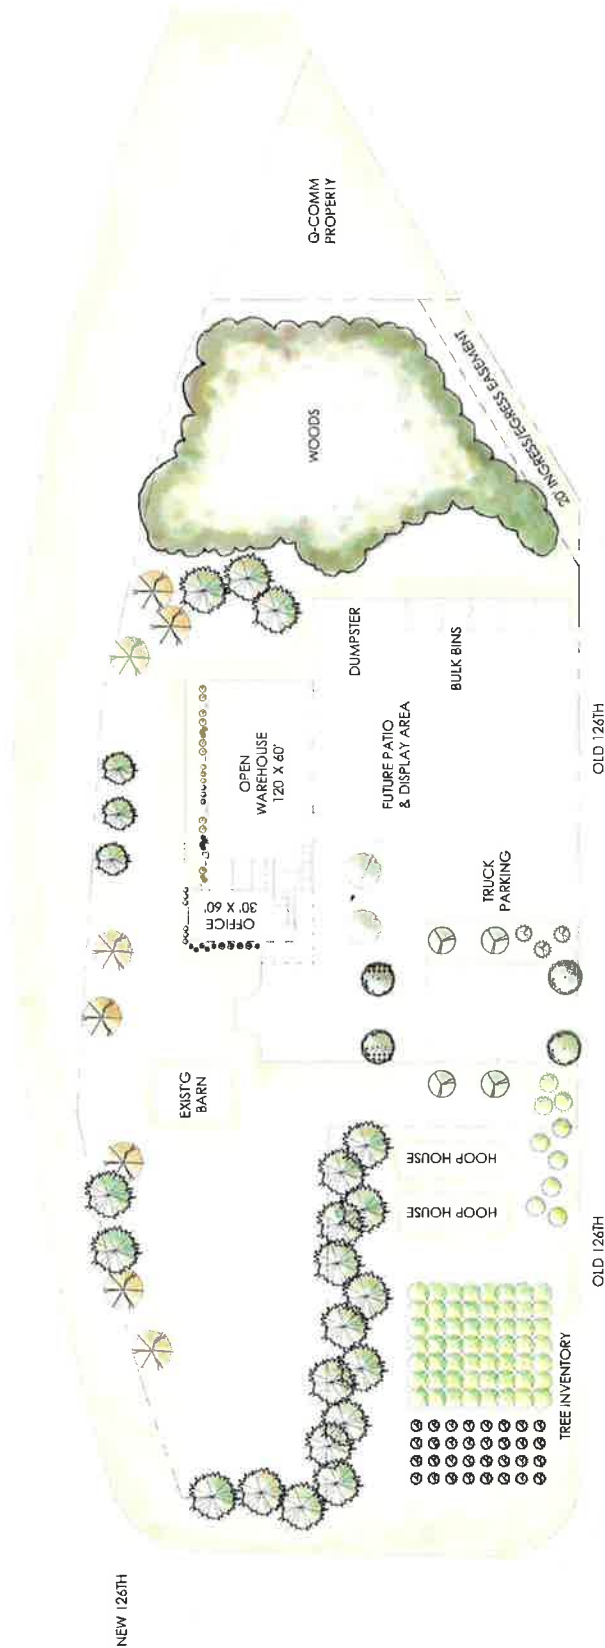 Q-COMM
PROPERTY
WOODS
20' INGRESS/EGRESS EASEMENT
DUMPSTER
BULK BINS
OPEN
WAREHOUSE
120 X 60'
FUTURE PATIO
& DISPLAY AREA
OLD 126TH
OFFICE
30' X 60'
TRUCK
PARKING
EXIST'G
BARN
HOOP HOUSE
HOOP HOUSE
OLD 126TH
TREE INVENTORY
NEW 126TH